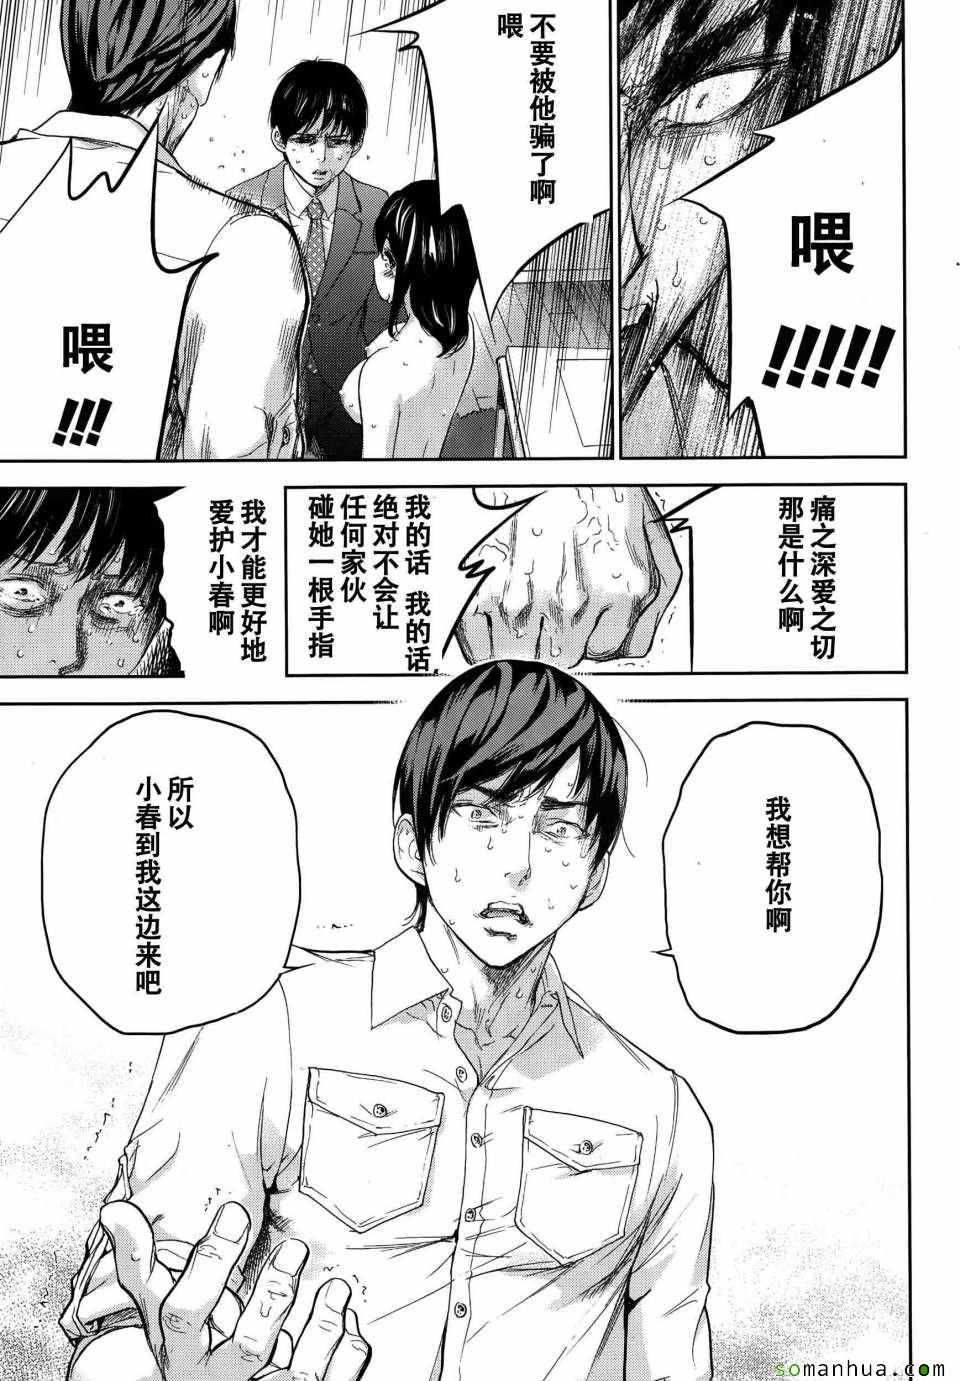 喂
!!!!!
不要被他骗了啊
喂
喂
!!!
痛之深爱之切
那是什么啊
我的话 我的话
绝对不会让
任何家伙
碰她一根手指
我才能更好地
爱护小春啊
我想帮你啊
所以
小春到我这边来吧
somanhua.com